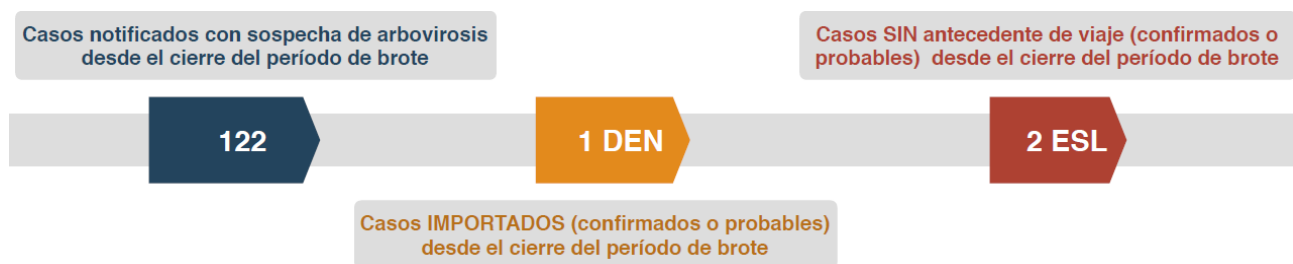 Casos notificados con sospecha de arbovirosis
desde el cierre del período de brote
Casos SIN antecedente de viaje (confirmados o
probables) desde el cierre del período de brote
122
1 DEN
2 ESL
Casos IMPORTADOS (confirmados o probables)
desde el cierre del período de brote